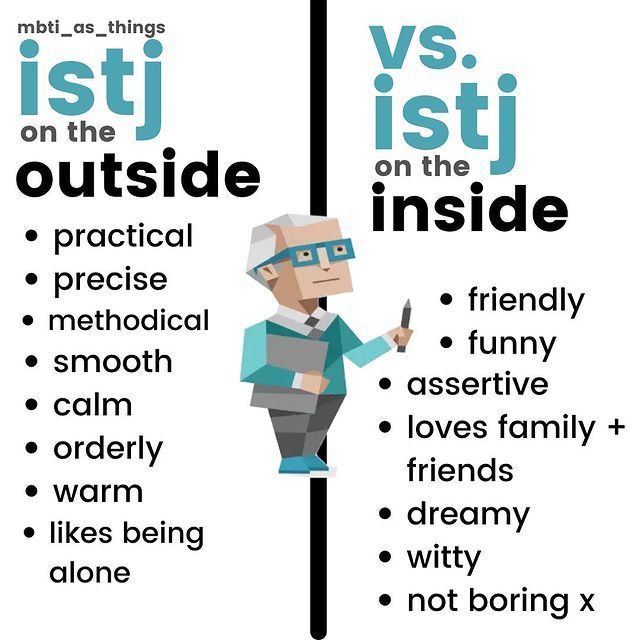 mbti_as_things
istj
on the
outside
• practical
• precise
• methodical
• smooth
• calm
• orderly
• warm
• likes being
alone
vs.
istj
on the
inside
• friendly
• funny
• assertive
• loves family +
friends
• dreamy
• witty
• not boring x